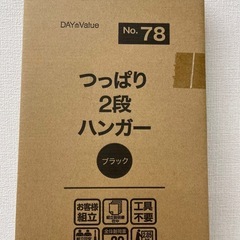 DAY&Value
No. 78
つっぱり
2段
ハンガー
ブラック
お客様
組立
工具
不要